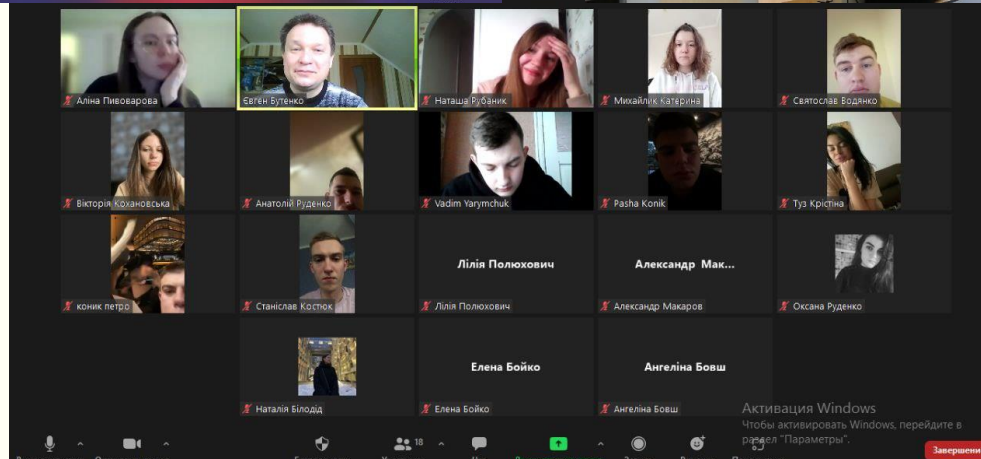 Аліна Пивоварова
Євген Бутенко
Наташа Рубаник
Михайлик Катерина
Святослав Водянко
Вікторія Кохановська
Анатолій Руденко
Vadim Yarymchuk
Pasha Konik
Туз Крістіна
коник петро
Станіслав Костюк
Лілія Полюхович
Лілія Полюхович
Александр Мак...
Александр Макаров
Оксана Руденко
Наталія Білодід
Елена Бойко
Елена Бойко
Ангеліна Бовш
Ангеліна Бовш
Активация Windows
Чтобы активировать Windows, перейдите в
раздел "Параметры".
18
Завершени